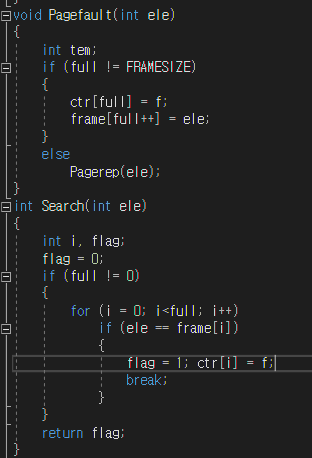 void Pagefault(int ele)
{
    int tem;
    if (full != FRAMESIZE)
    {
        ctr[full] = f;
        frame[full++] = ele;
    }
    else
        Pagerep(ele);
}
int Search(int ele)
{
    int i, flag;
    flag = 0;
    if (full != 0)
    {
        for (i = 0; i<full; i++)
            if (ele == frame[i])
            {
                flag = 1; ctr[i] = f;
                break;
            }
    }
    return flag;
}